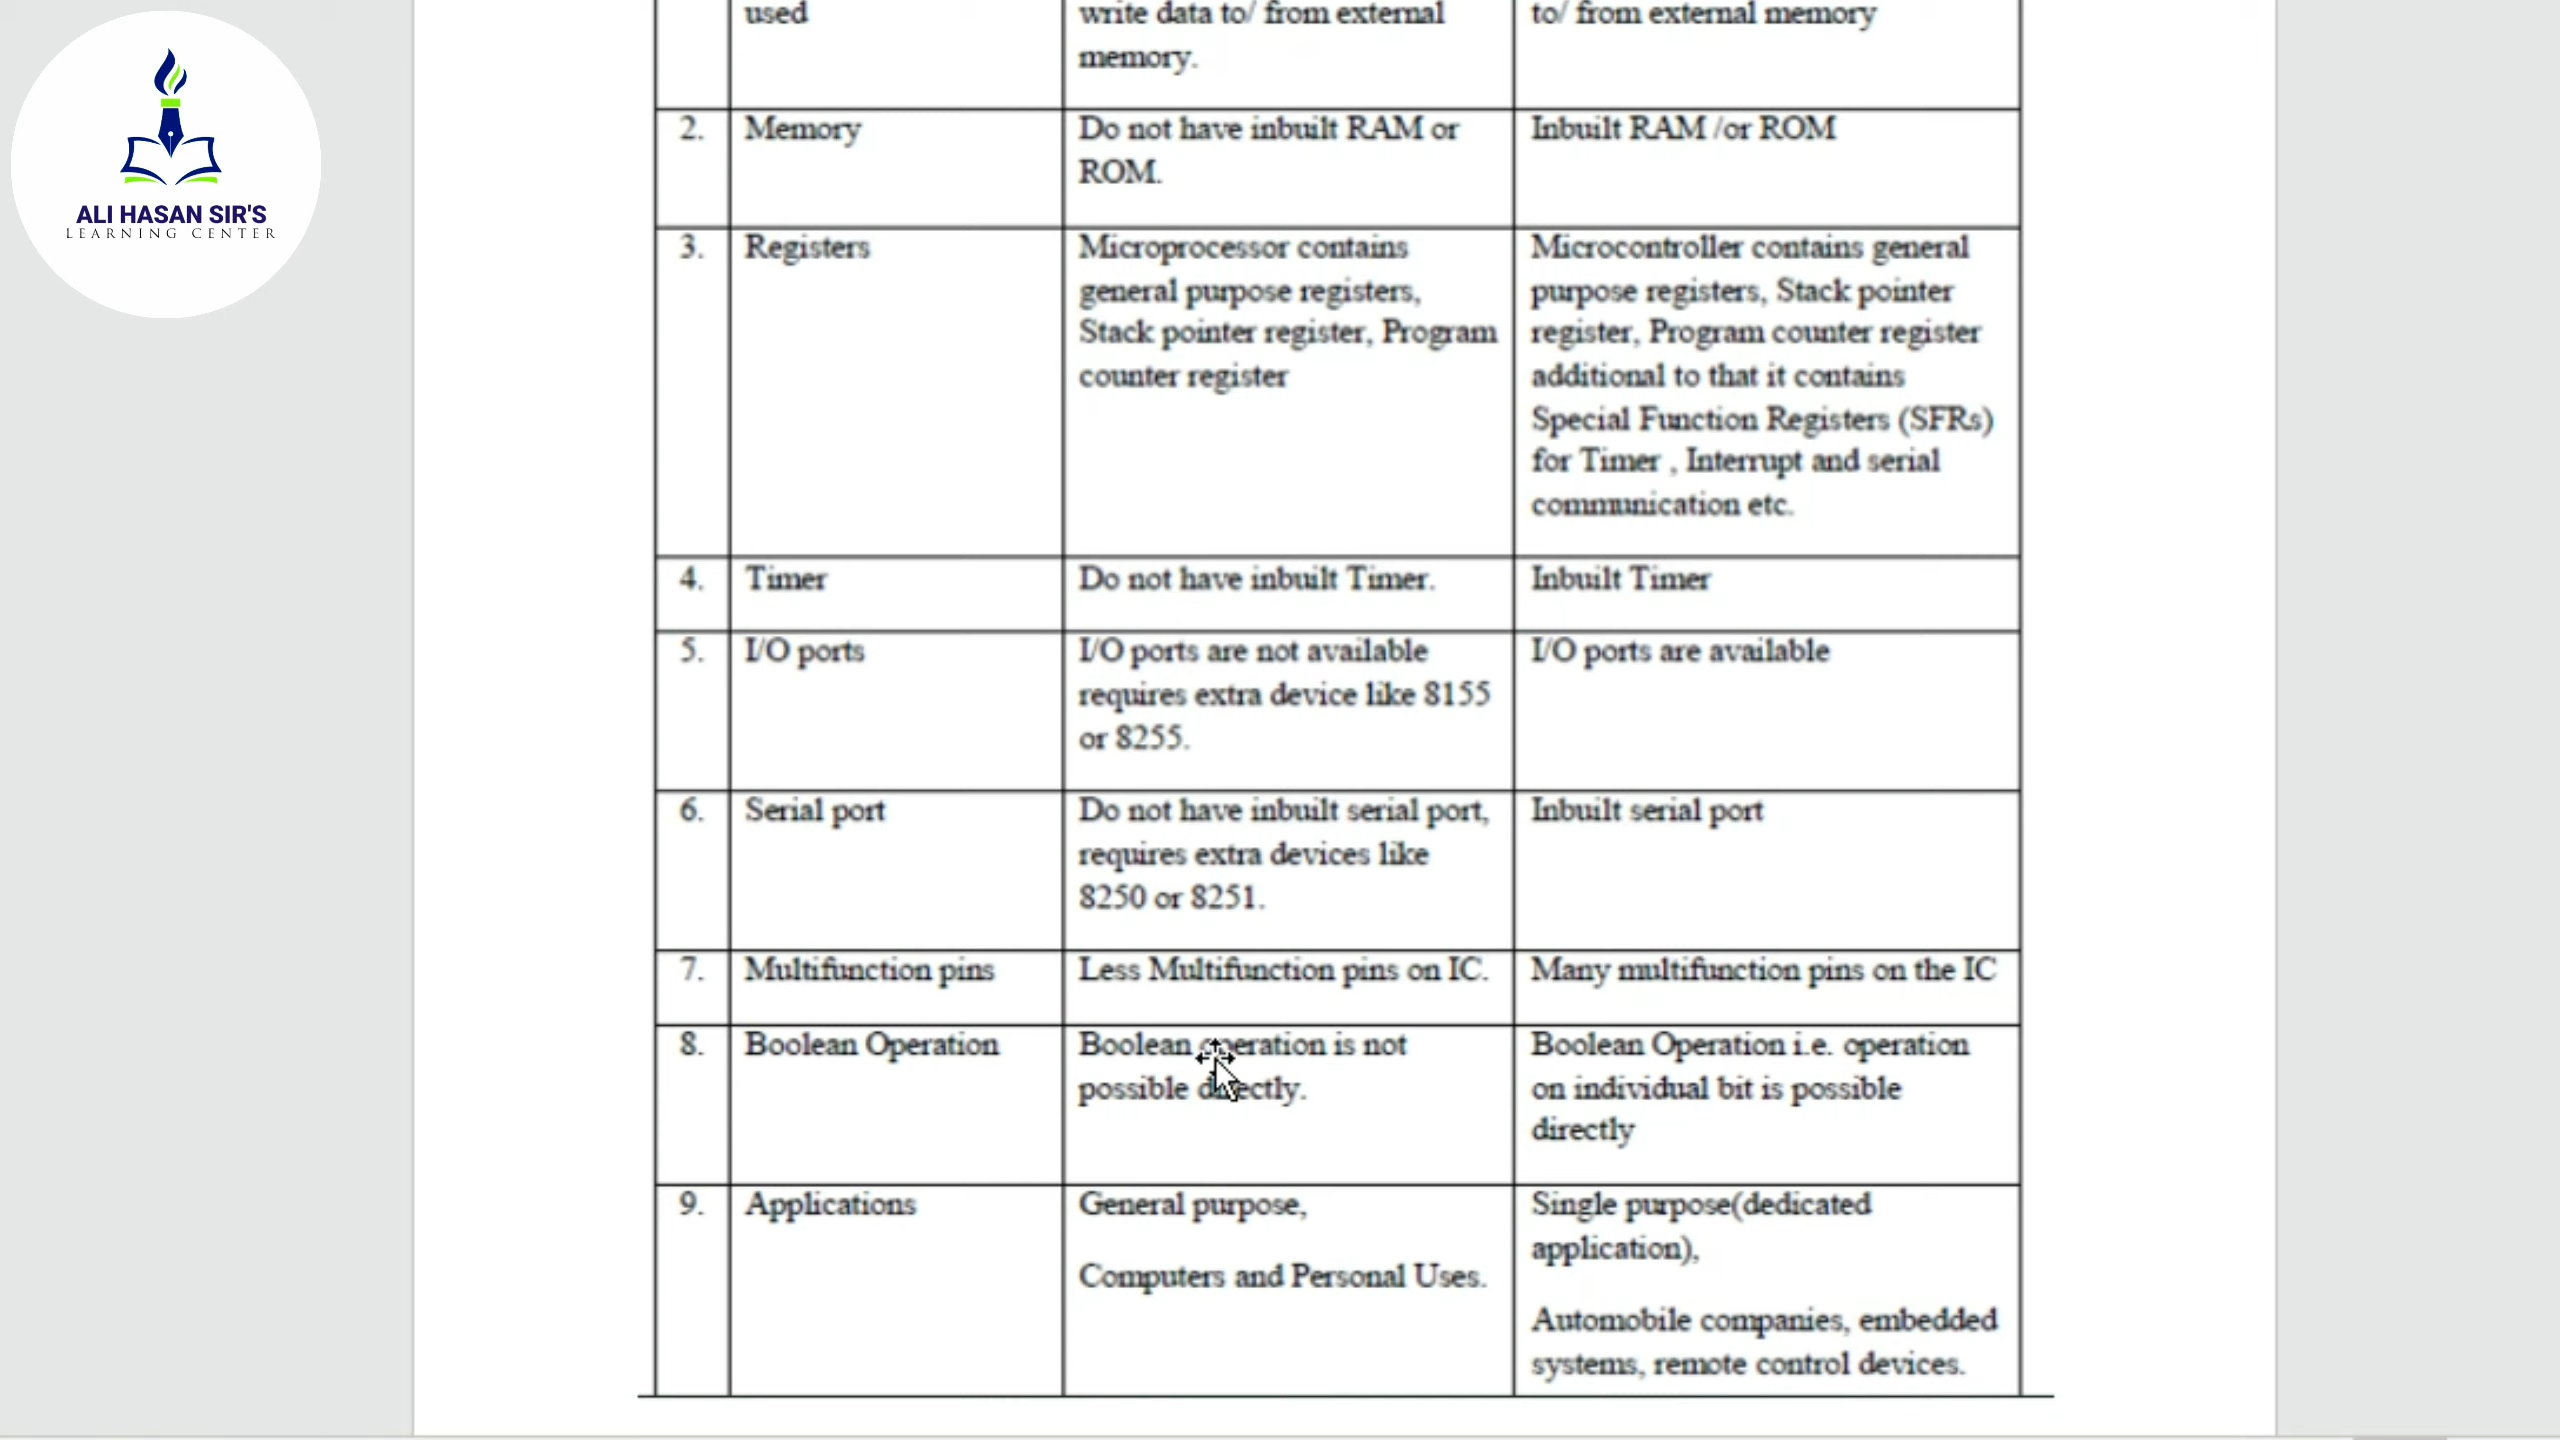 ALI HASAN SIR'S
LEARNING CENTER
used
write data to/ from external
memory.
to/ from external memory
2.
Memory
Do not have inbuilt RAM or
ROM.
Inbuilt RAM /or ROM
3.
Registers
Microprocessor contains
general purpose registers,
Stack pointer register, Program
counter register
Microcontroller contains general
purpose registers, Stack pointer
register, Program counter register
additional to that it contains
Special Function Registers (SFRs)
for Timer , Interrupt and serial
communication etc.
4.
Timer
Do not have inbuilt Timer.
Inbuilt Timer
5.
I/O ports
I/O ports are not available
requires extra device like 8155
or 8255.
I/O ports are available
6.
Serial port
Do not have inbuilt serial port,
requires extra devices like
8250 or 8251.
Inbuilt serial port
7.
Multifunction pins
Less Multifunction pins on IC.
Many multifunction pins on the IC
8.
Boolean Operation
Boolean operation is not
possible directly.
Boolean Operation i.e. operation
on individual bit is possible
directly
9.
Applications
General purpose,
Computers and Personal Uses.
Single purpose(dedicated
application),
Automobile companies, embedded
systems, remote control devices.